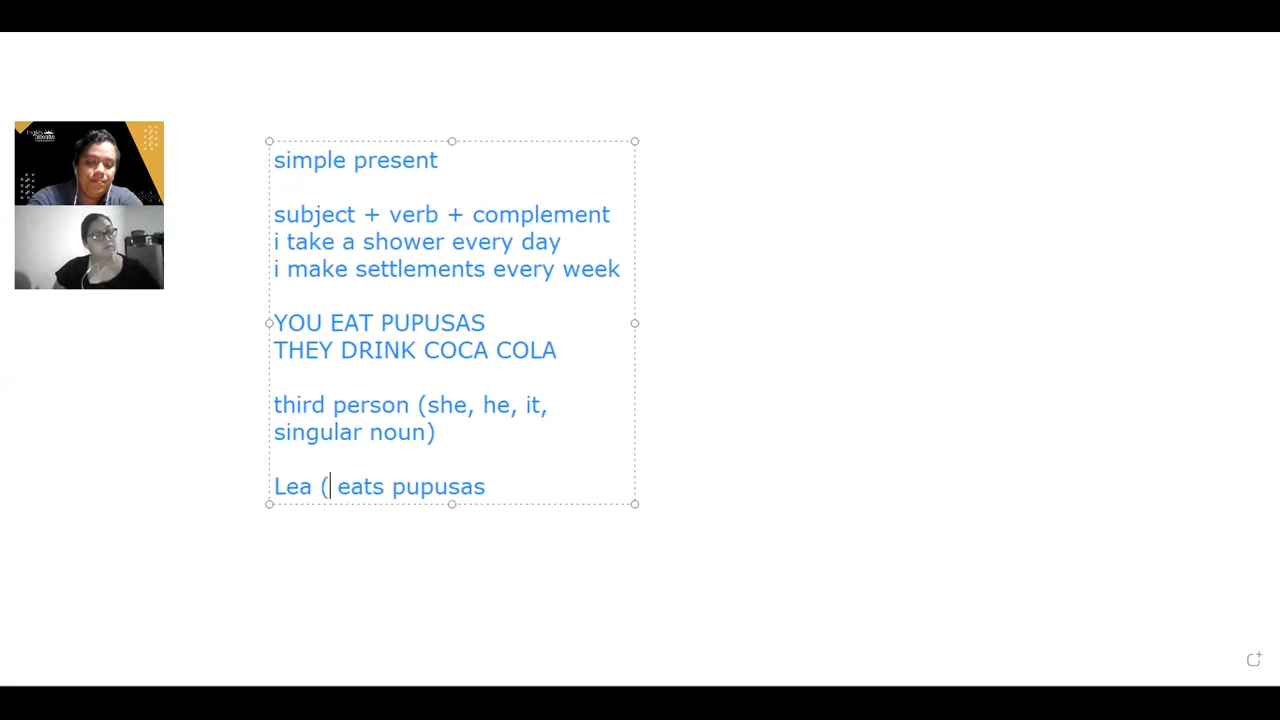 simple present
subject + verb + complement
i take a shower every day
i make settlements every week
YOU EAT PUPUSAS
THEY DRINK COCA COLA
third person (she, he, it,
singular noun)
Lea ( eats pupusas